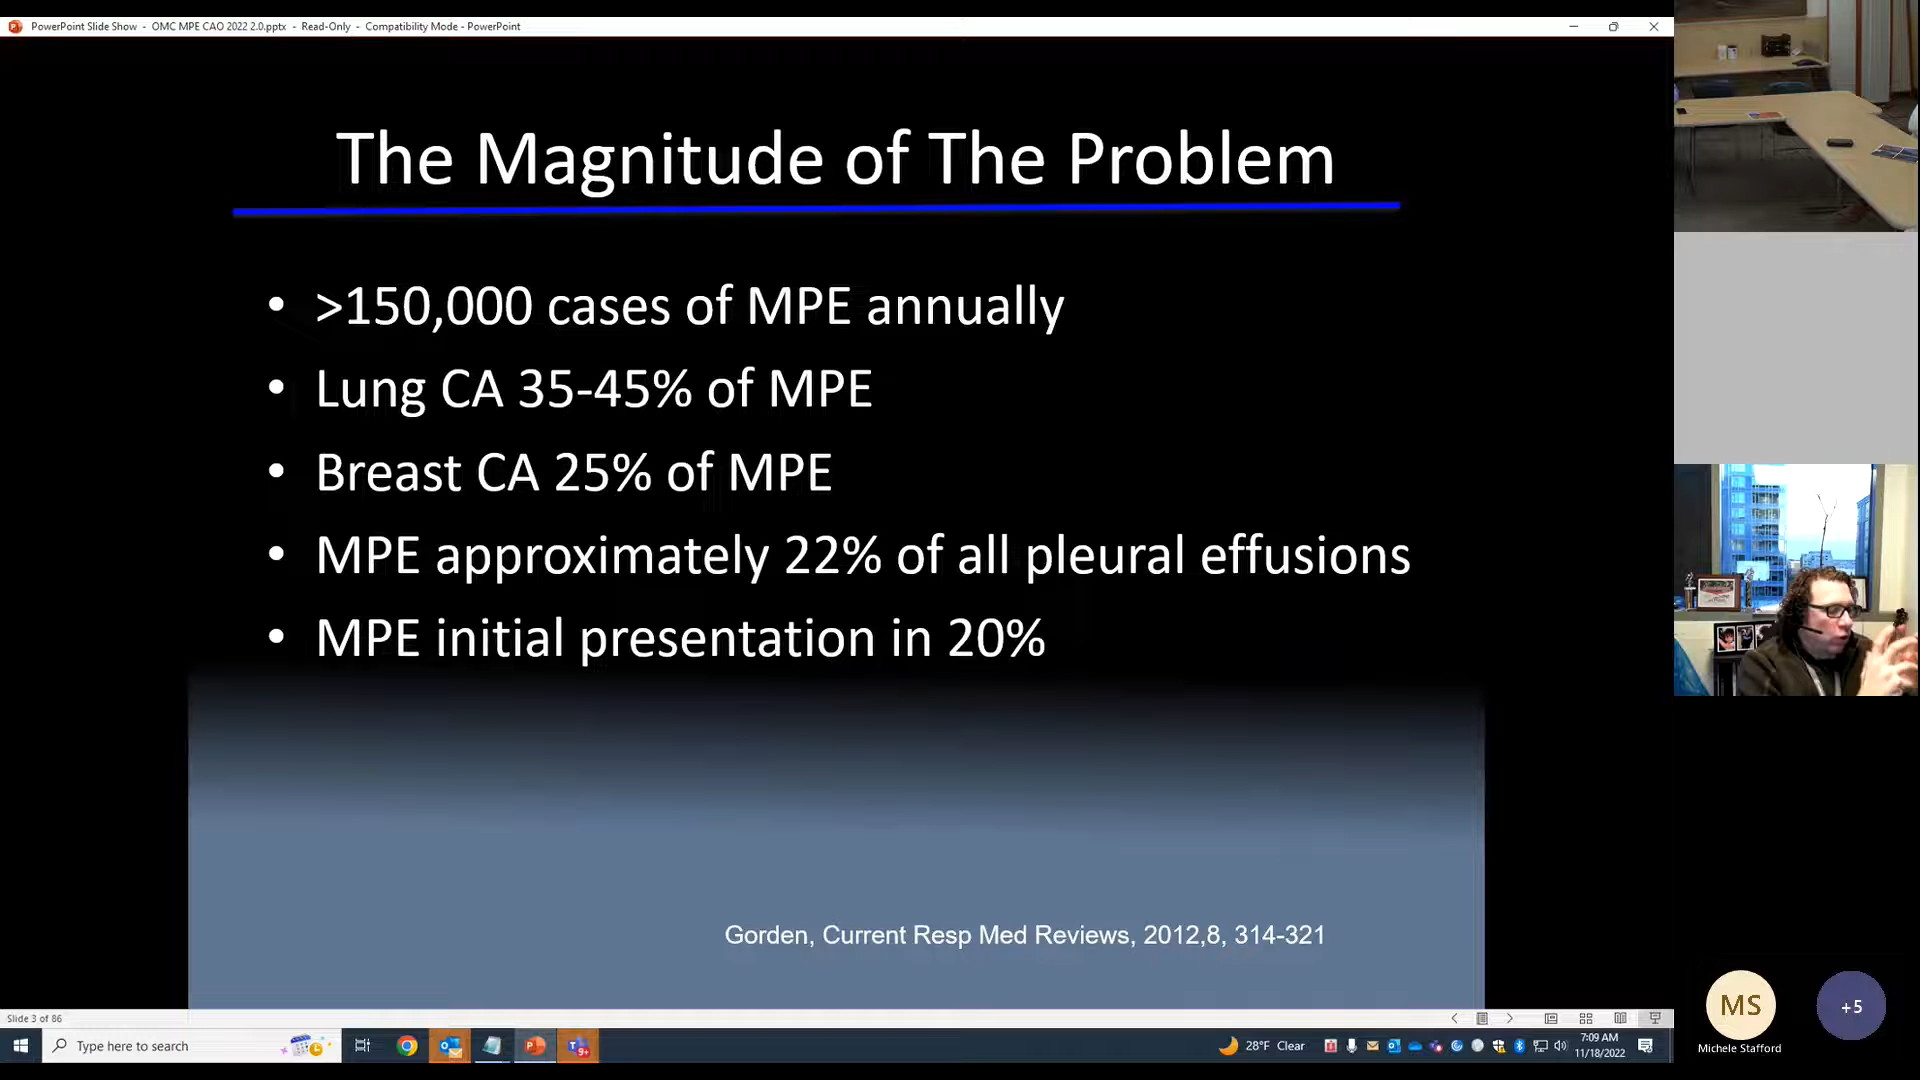 PowerPoint Slide Show - OMC MPE CAO 2022 2.0.pptx - Read-Only - Compatibility Mode - PowerPoint
The Magnitude of The Problem
• >150,000 cases of MPE annually
• Lung CA 35-45% of MPE
• Breast CA 25% of MPE
• MPE approximately 22% of all pleural effusions
• MPE initial presentation in 20%
Gorden, Current Resp Med Reviews, 2012,8, 314-321
Slide 3 of 86
Type here to search
9+
28°F Clear
7:09 AM
11/18/2022
MS
Michele Stafford
+5